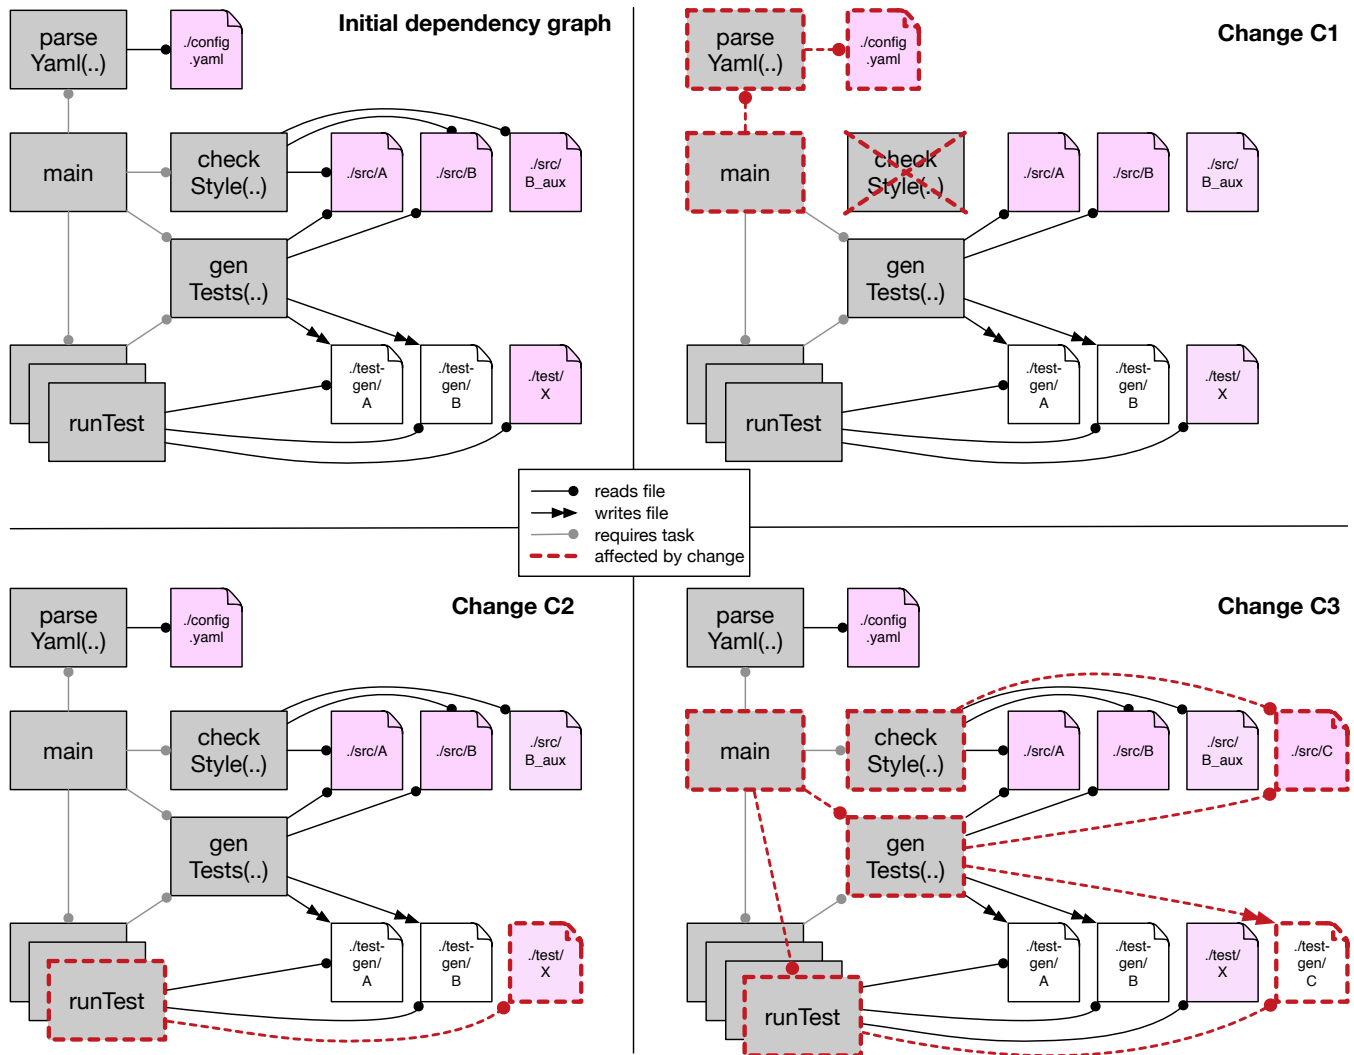 Initial dependency graph
parse
Yaml(..)
./config
.yaml
main
check
Style(..)
./src/A
./src/B
./src/
B_aux
gen
Tests(..)
runTest
./test-
gen/
A
./test-
gen/
B
./test/
X
Change C1
parse
Yaml(..)
./config
.yaml
main
check
Style(..)
./src/A
./src/B
./src/
B_aux
gen
Tests(..)
runTest
./test-
gen/
A
./test-
gen/
B
./test/
X
reads file
writes file
requires task
affected by change
Change C2
parse
Yaml(..)
./config
.yaml
main
check
Style(..)
./src/A
./src/B
./src/
B_aux
gen
Tests(..)
runTest
./test-
gen/
A
./test-
gen/
B
./test/
X
Change C3
parse
Yaml(..)
./config
.yaml
main
check
Style(..)
./src/A
./src/B
./src/
B_aux
./src/C
gen
Tests(..)
runTest
./test-
gen/
A
./test-
gen/
B
./test/
X
./test-
gen/
C